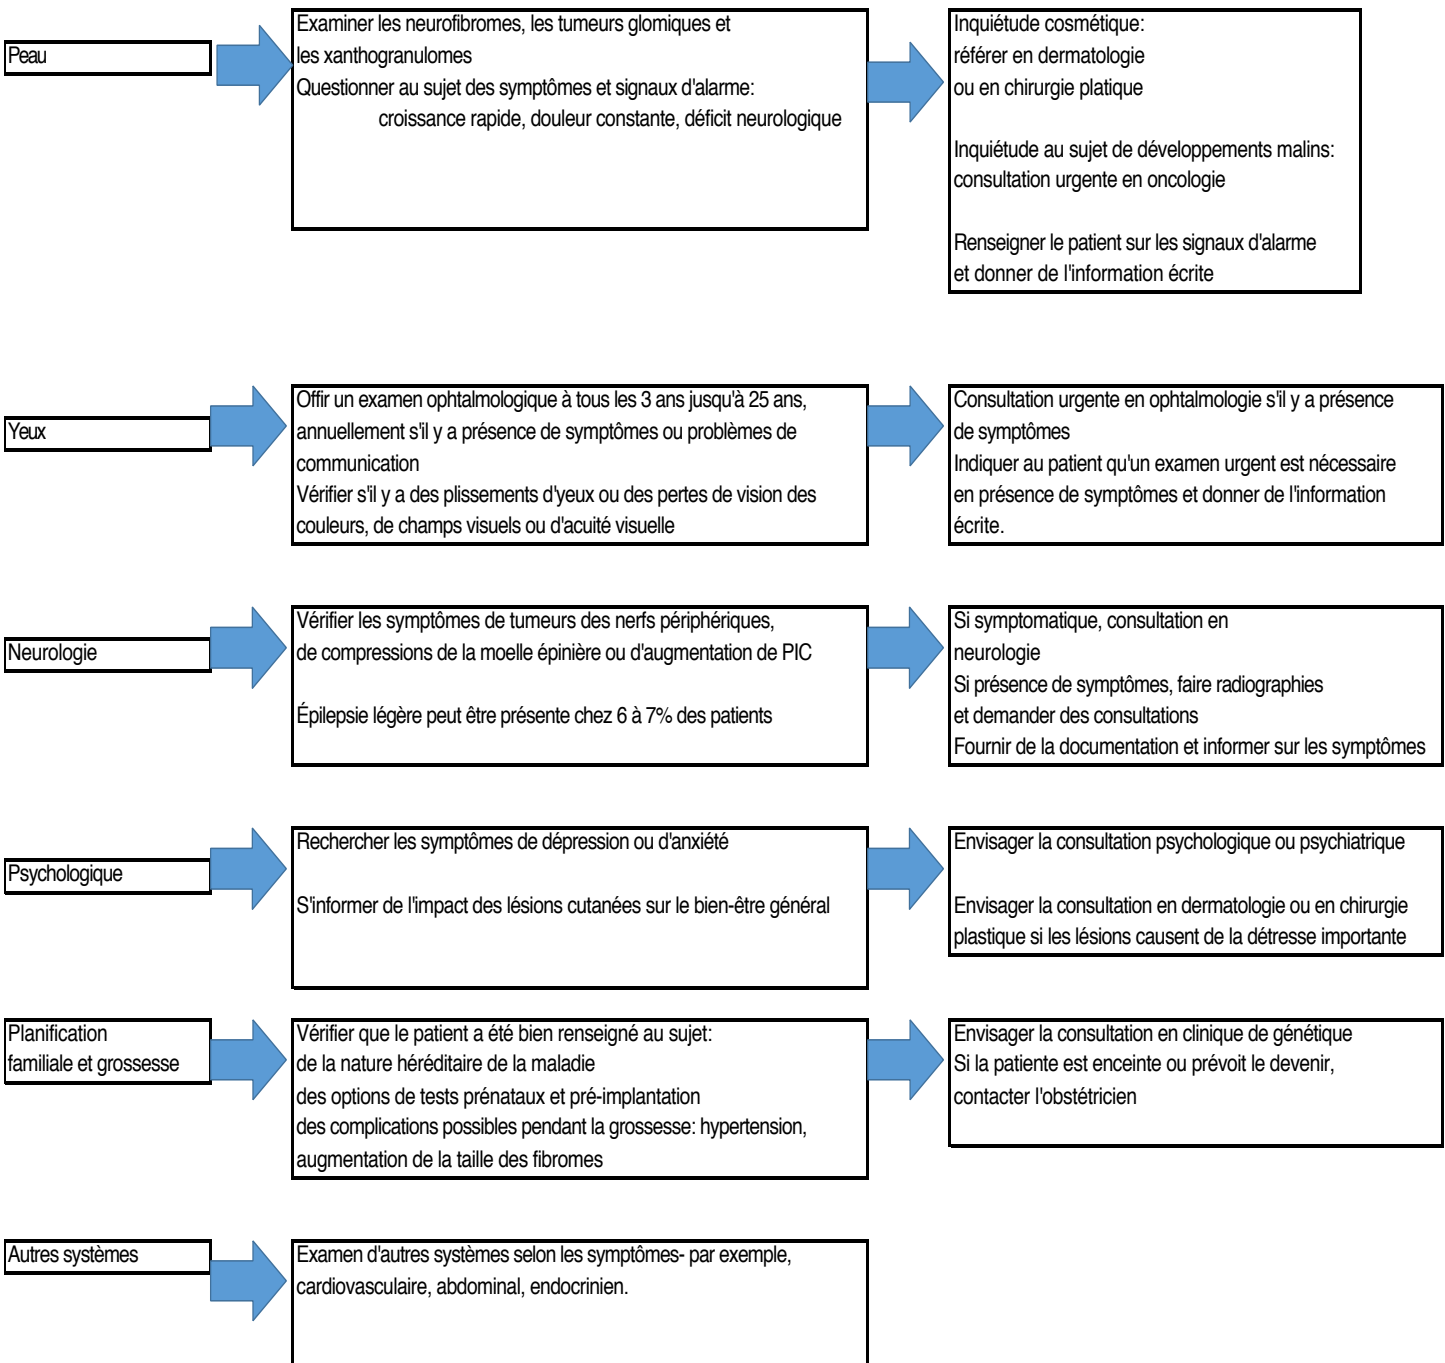 Peau
Examiner les neurofibromes, les tumeurs glomiques et
les xanthogranulomes
Questionner au sujet des symptômes et signaux d'alarme:
croissance rapide, douleur constante, déficit neurologique
Inquiétude cosmétique:
référer en dermatologie
ou en chirurgie platique
Inquiétude au sujet de développements malins:
consultation urgente en oncologie
Renseigner le patient sur les signaux d'alarme
et donner de l'information écrite
Yeux
Offir un examen ophtalmologique à tous les 3 ans jusqu'à 25 ans,
annuellement s'il y a présence de symptômes ou problèmes de
communication
Vérifier s'il y a des plissements d'yeux ou des pertes de vision des
couleurs, de champs visuels ou d'acuité visuelle
Consultation urgente en ophtalmologie s'il y a présence
de symptômes
Indiquer au patient qu'un examen urgent est nécessaire
en présence de symptômes et donner de l'information
écrite.
Neurologie
Vérifier les symptômes de tumeurs des nerfs périphériques,
de compressions de la moelle épinière ou d'augmentation de PIC
Épilepsie légère peut être présente chez 6 à 7% des patients
Si symptomatique, consultation en
neurologie
Si présence de symptômes, faire radiographies
et demander des consultations
Fournir de la documentation et informer sur les symptômes
Psychologique
Rechercher les symptômes de dépression ou d'anxiété
S'informer de l'impact des lésions cutanées sur le bien-être général
Envisager la consultation psychologique ou psychiatrique
Envisager la consultation en dermatologie ou en chirurgie
plastique si les lésions causent de la détresse importante
Planification
familiale et grossesse
Vérifier que le patient a été bien renseigné au sujet:
de la nature héréditaire de la maladie
des options de tests prénataux et pré-implantation
des complications possibles pendant la grossesse: hypertension,
augmentation de la taille des fibromes
Envisager la consultation en clinique de génétique
Si la patiente est enceinte ou prévoit le devenir,
contacter l'obstétricien
Autres systèmes
Examen d'autres systèmes selon les symptômes- par exemple,
cardiovasculaire, abdominal, endocrinien.